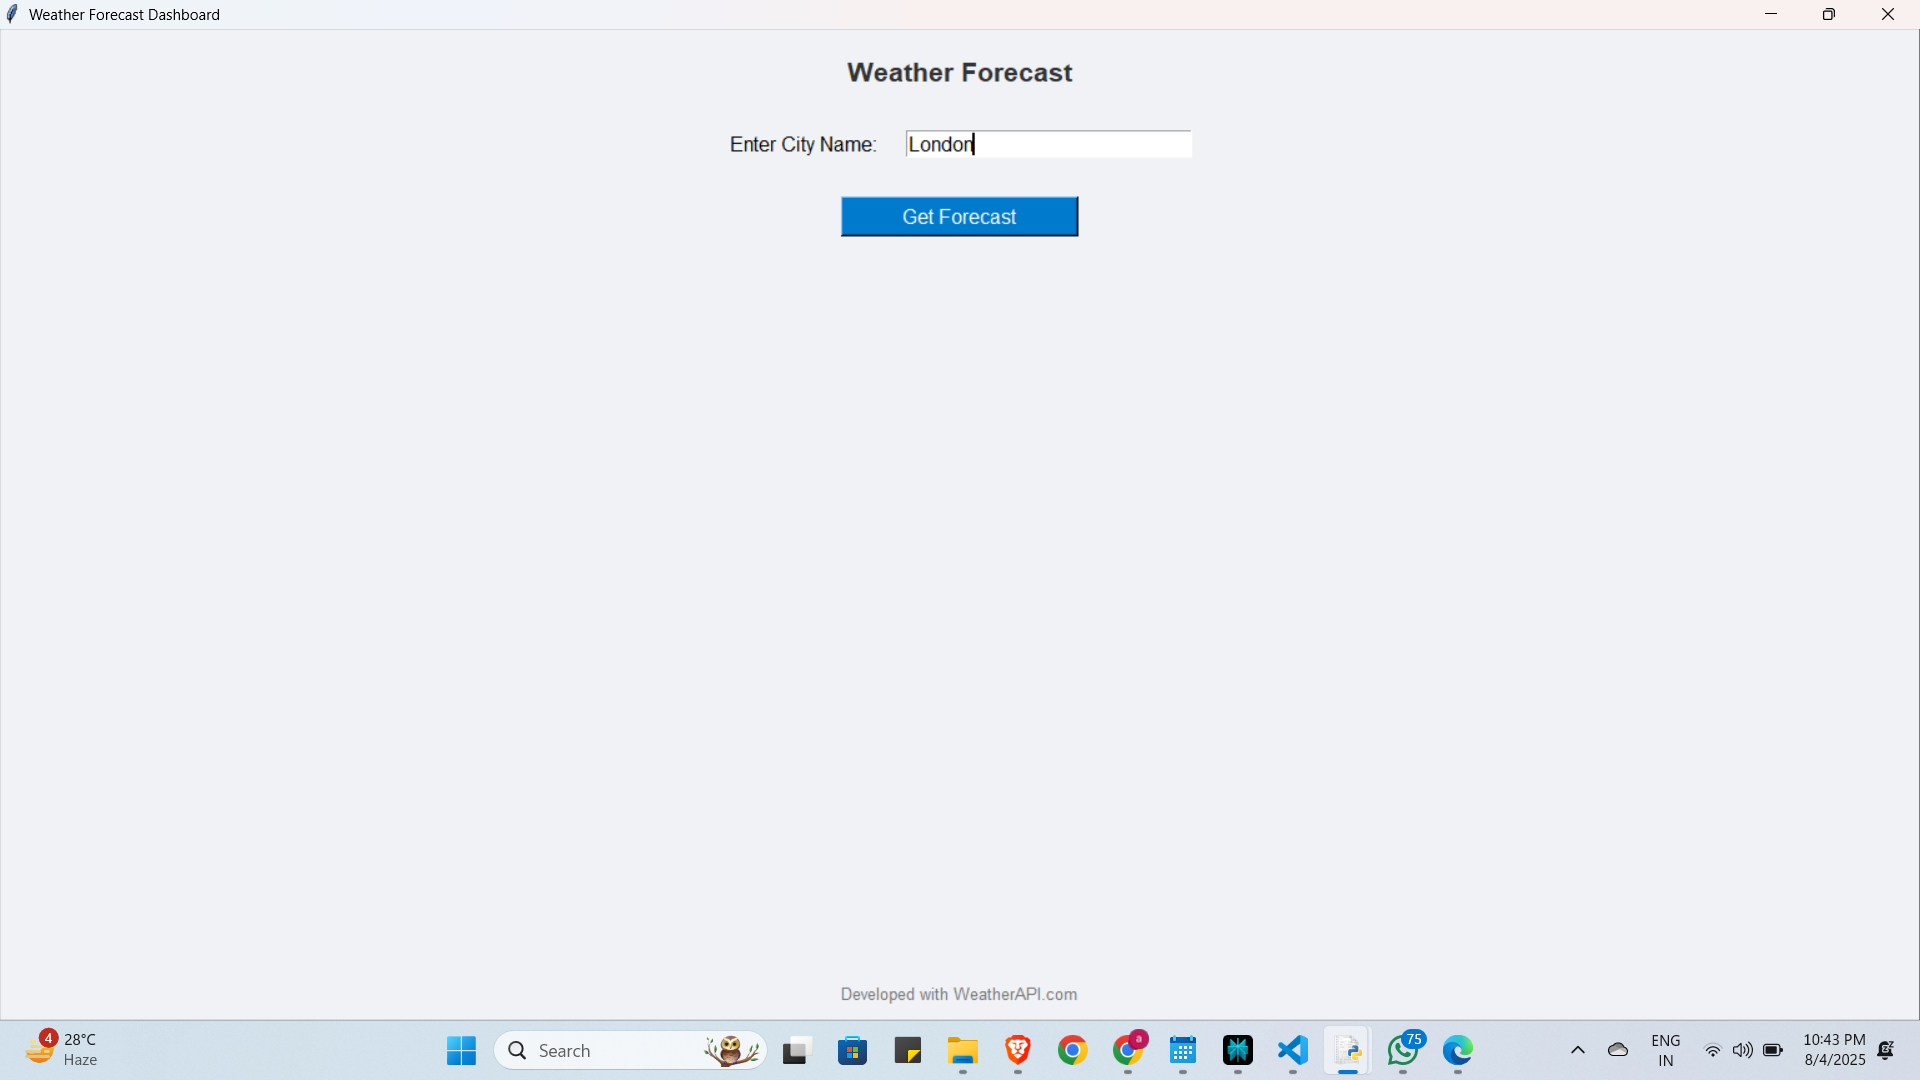 Weather Forecast Dashboard
Weather Forecast
Enter City Name: London
Get Forecast
Developed with WeatherAPI.com
4
28°C
Haze
Search
a
75
ENG
IN
10:43 PM
8/4/2025